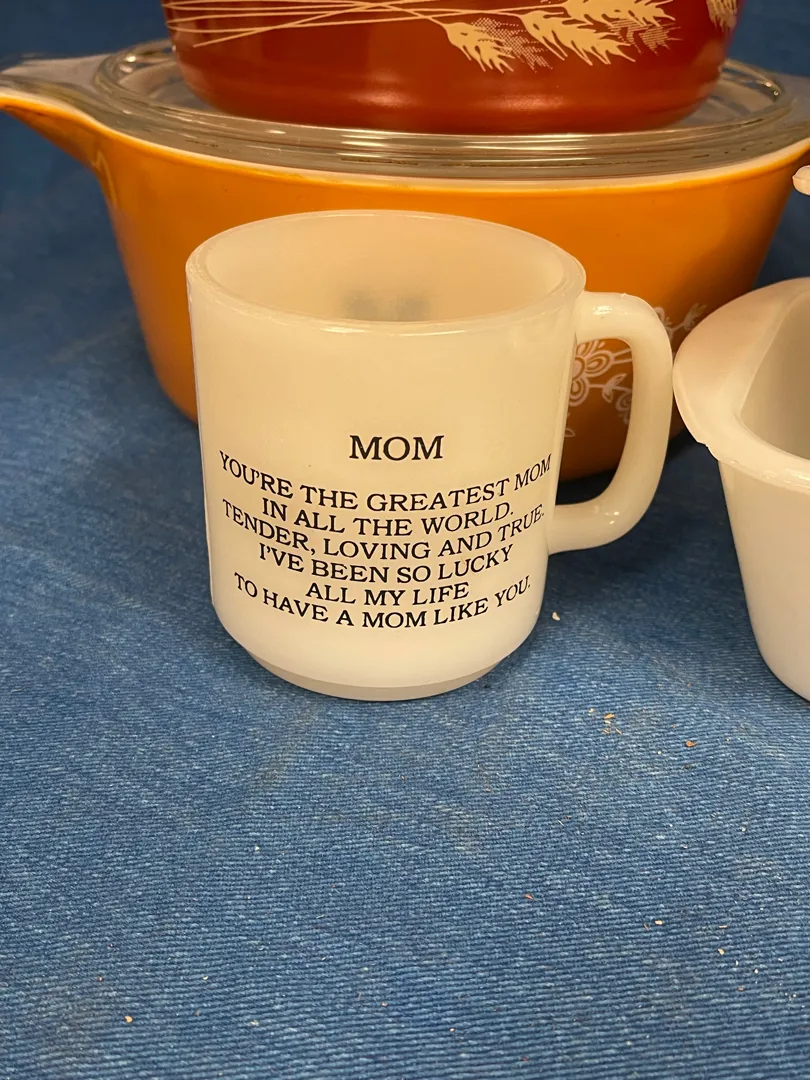 MOM
YOU'RE THE GREATEST MOM
IN ALL THE WORLD.
TENDER, LOVING AND TRUE.
I'VE BEEN SO LUCKY
ALL MY LIFE
TO HAVE A MOM LIKE YOU.